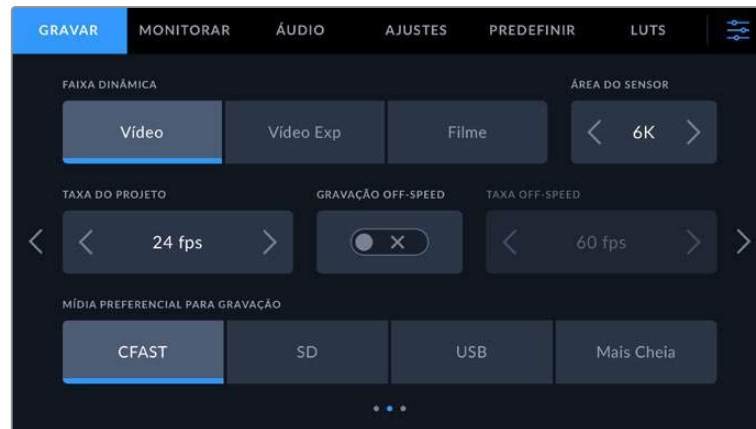 GRAVAR MONITORAR ÁUDIO AJUSTES PREDEFINIR LUTS
FAIXA DINÂMICA ÁREA DO SENSOR
Vídeo Vídeo Exp Filme 6K
TAXA DO PROJETO GRAVAÇÃO OFF-SPEED TAXA OFF-SPEED
24 fps 60 fps
MÍDIA PREFERENCIAL PARA GRAVAÇÃO
CFAST SD USB Mais Cheia